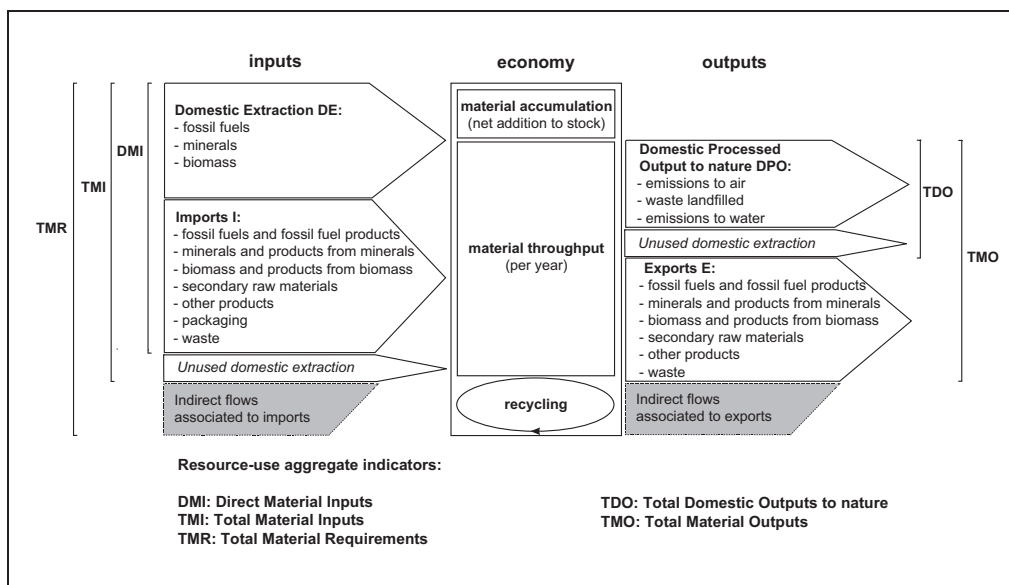 inputs
economy
outputs
TMR
TMI
DMI
Domestic Extraction DE:
- fossil fuels
- minerals
- biomass
Imports I:
- fossil fuels and fossil fuel products
- minerals and products from minerals
- biomass and products from biomass
- secondary raw materials
- other products
- packaging
- waste
Unused domestic extraction
Indirect flows
associated to imports
material accumulation
(net addition to stock)
material throughput
(per year)
recycling
Domestic Processed
Output to nature DPO:
- emissions to air
- waste landfilled
- emissions to water
Unused domestic extraction
Exports E:
- fossil fuels and fossil fuel products
- minerals and products from minerals
- biomass and products from biomass
- secondary raw materials
- other products
- waste
Indirect flows
associated to exports
TDO
TMO
Resource-use aggregate indicators:
DMI: Direct Material Inputs
TMI: Total Material Inputs
TMR: Total Material Requirements
TDO: Total Domestic Outputs to nature
TMO: Total Material Outputs